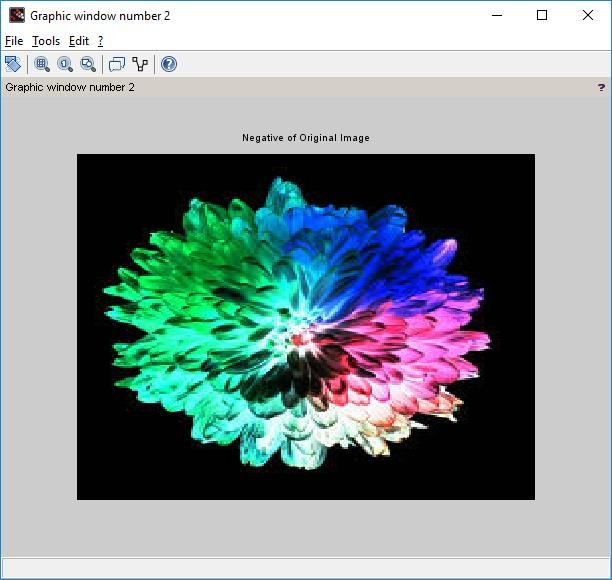 Graphic window number 2
File Tools Edit ?
Graphic window number 2 ?
Negative of Original Image